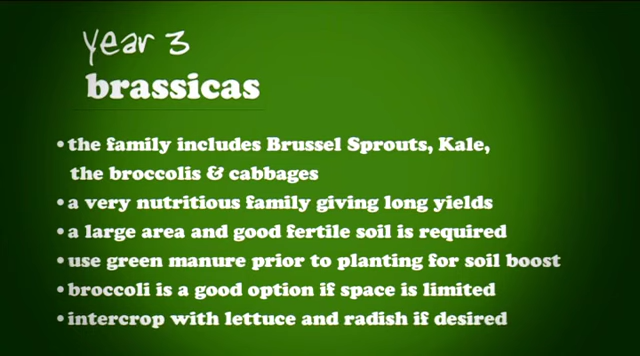 year 3
brassicas
• the family includes Brussel Sprouts, Kale,
the broccolis & cabbages
• a very nutritious family giving long yields
• a large area and good fertile soil is required
• use green manure prior to planting for soil boost
• broccoli is a good option if space is limited
• intercrop with lettuce and radish if desired